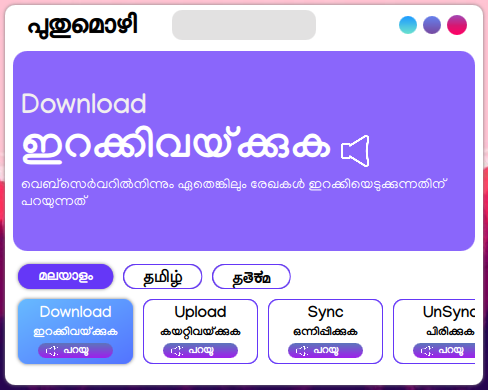 പുതുമൊഴി
Download
ഇറക്കിവയ്ക്കുക
വെബ്സെർവറിൽനിന്നും ഏതെങ്കിലും രേഖകൾ ഇറക്കിയെടുക്കുന്നതിന്
പറയുന്നത്
മലയാളം தமிழ்
Download Upload Sync UnSync
ഇറക്കിവയ്ക്കുക കയറ്റിവയ്ക്കുക ഒന്നിപ്പിക്കുക പിരിക്കുക
പറയൂ പറയൂ പറയൂ പറയൂ